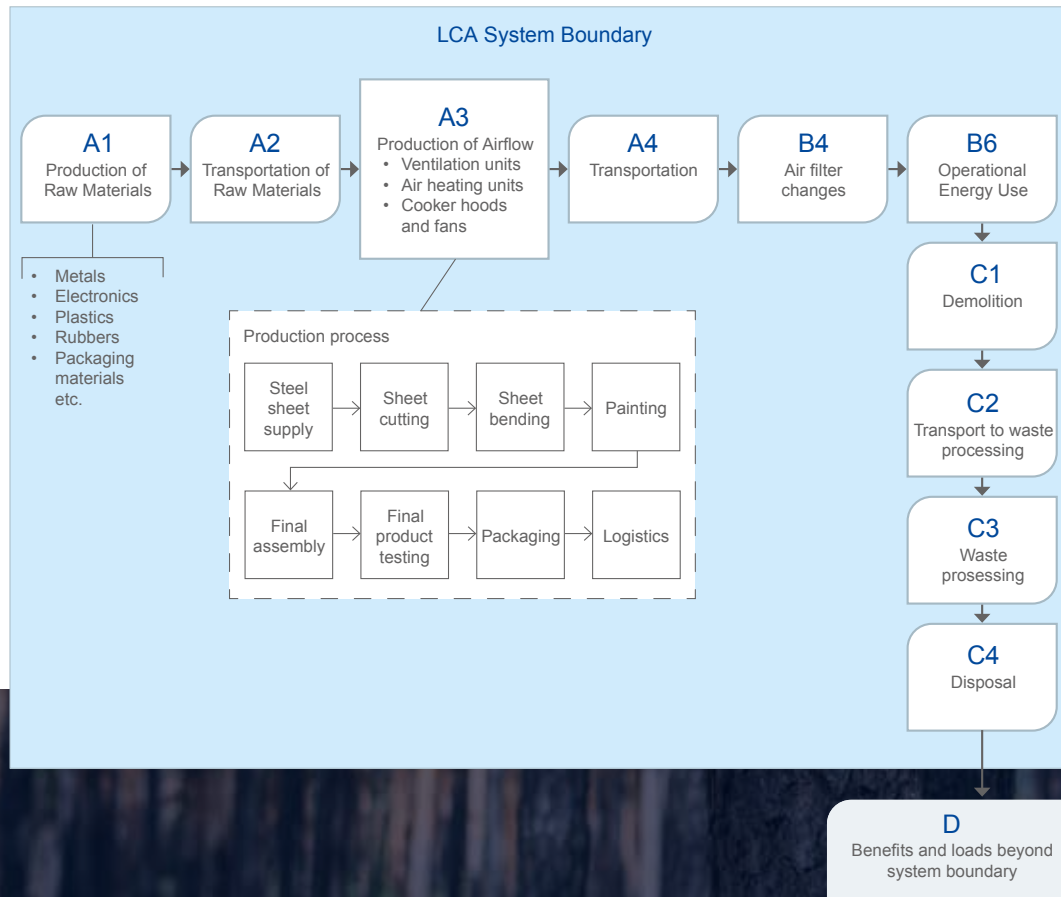 LCA System Boundary
A1
Production of
Raw Materials
A2
Transportation of
Raw Materials
A3
Production of Airflow
• Ventilation units
• Air heating units
• Cooker hoods
and fans
A4
Transportation
B4
Air filter
changes
B6
Operational
Energy Use
• Metals
• Electronics
• Plastics
• Rubbers
• Packaging
materials
etc.
Production process
Steel
sheet
supply
Sheet
cutting
Sheet
bending
Painting
Final
assembly
Final
product
testing
Packaging
Logistics
C1
Demolition
C2
Transport to waste
processing
C3
Waste
prosessing
C4
Disposal
D
Benefits and loads beyond
system boundary